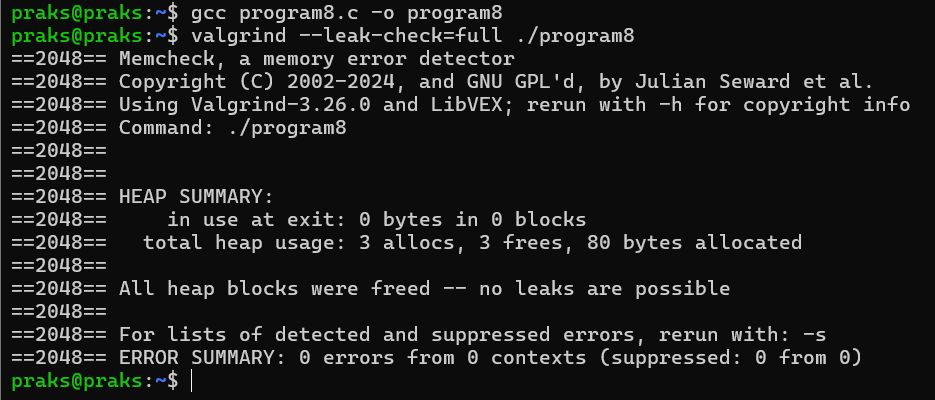 praks@praks:~$ gcc program8.c -o program8
praks@praks:~$ valgrind --leak-check=full ./program8
==2048== Memcheck, a memory error detector
==2048== Copyright (C) 2002-2024, and GNU GPL'd, by Julian Seward et al.
==2048== Using Valgrind-3.26.0 and LibVEX; rerun with -h for copyright info
==2048== Command: ./program8
==2048==
==2048==
==2048== HEAP SUMMARY:
==2048==     in use at exit: 0 bytes in 0 blocks
==2048==   total heap usage: 3 allocs, 3 frees, 80 bytes allocated
==2048==
==2048== All heap blocks were freed -- no leaks are possible
==2048==
==2048== For lists of detected and suppressed errors, rerun with: -s
==2048== ERROR SUMMARY: 0 errors from 0 contexts (suppressed: 0 from 0)
praks@praks:~$